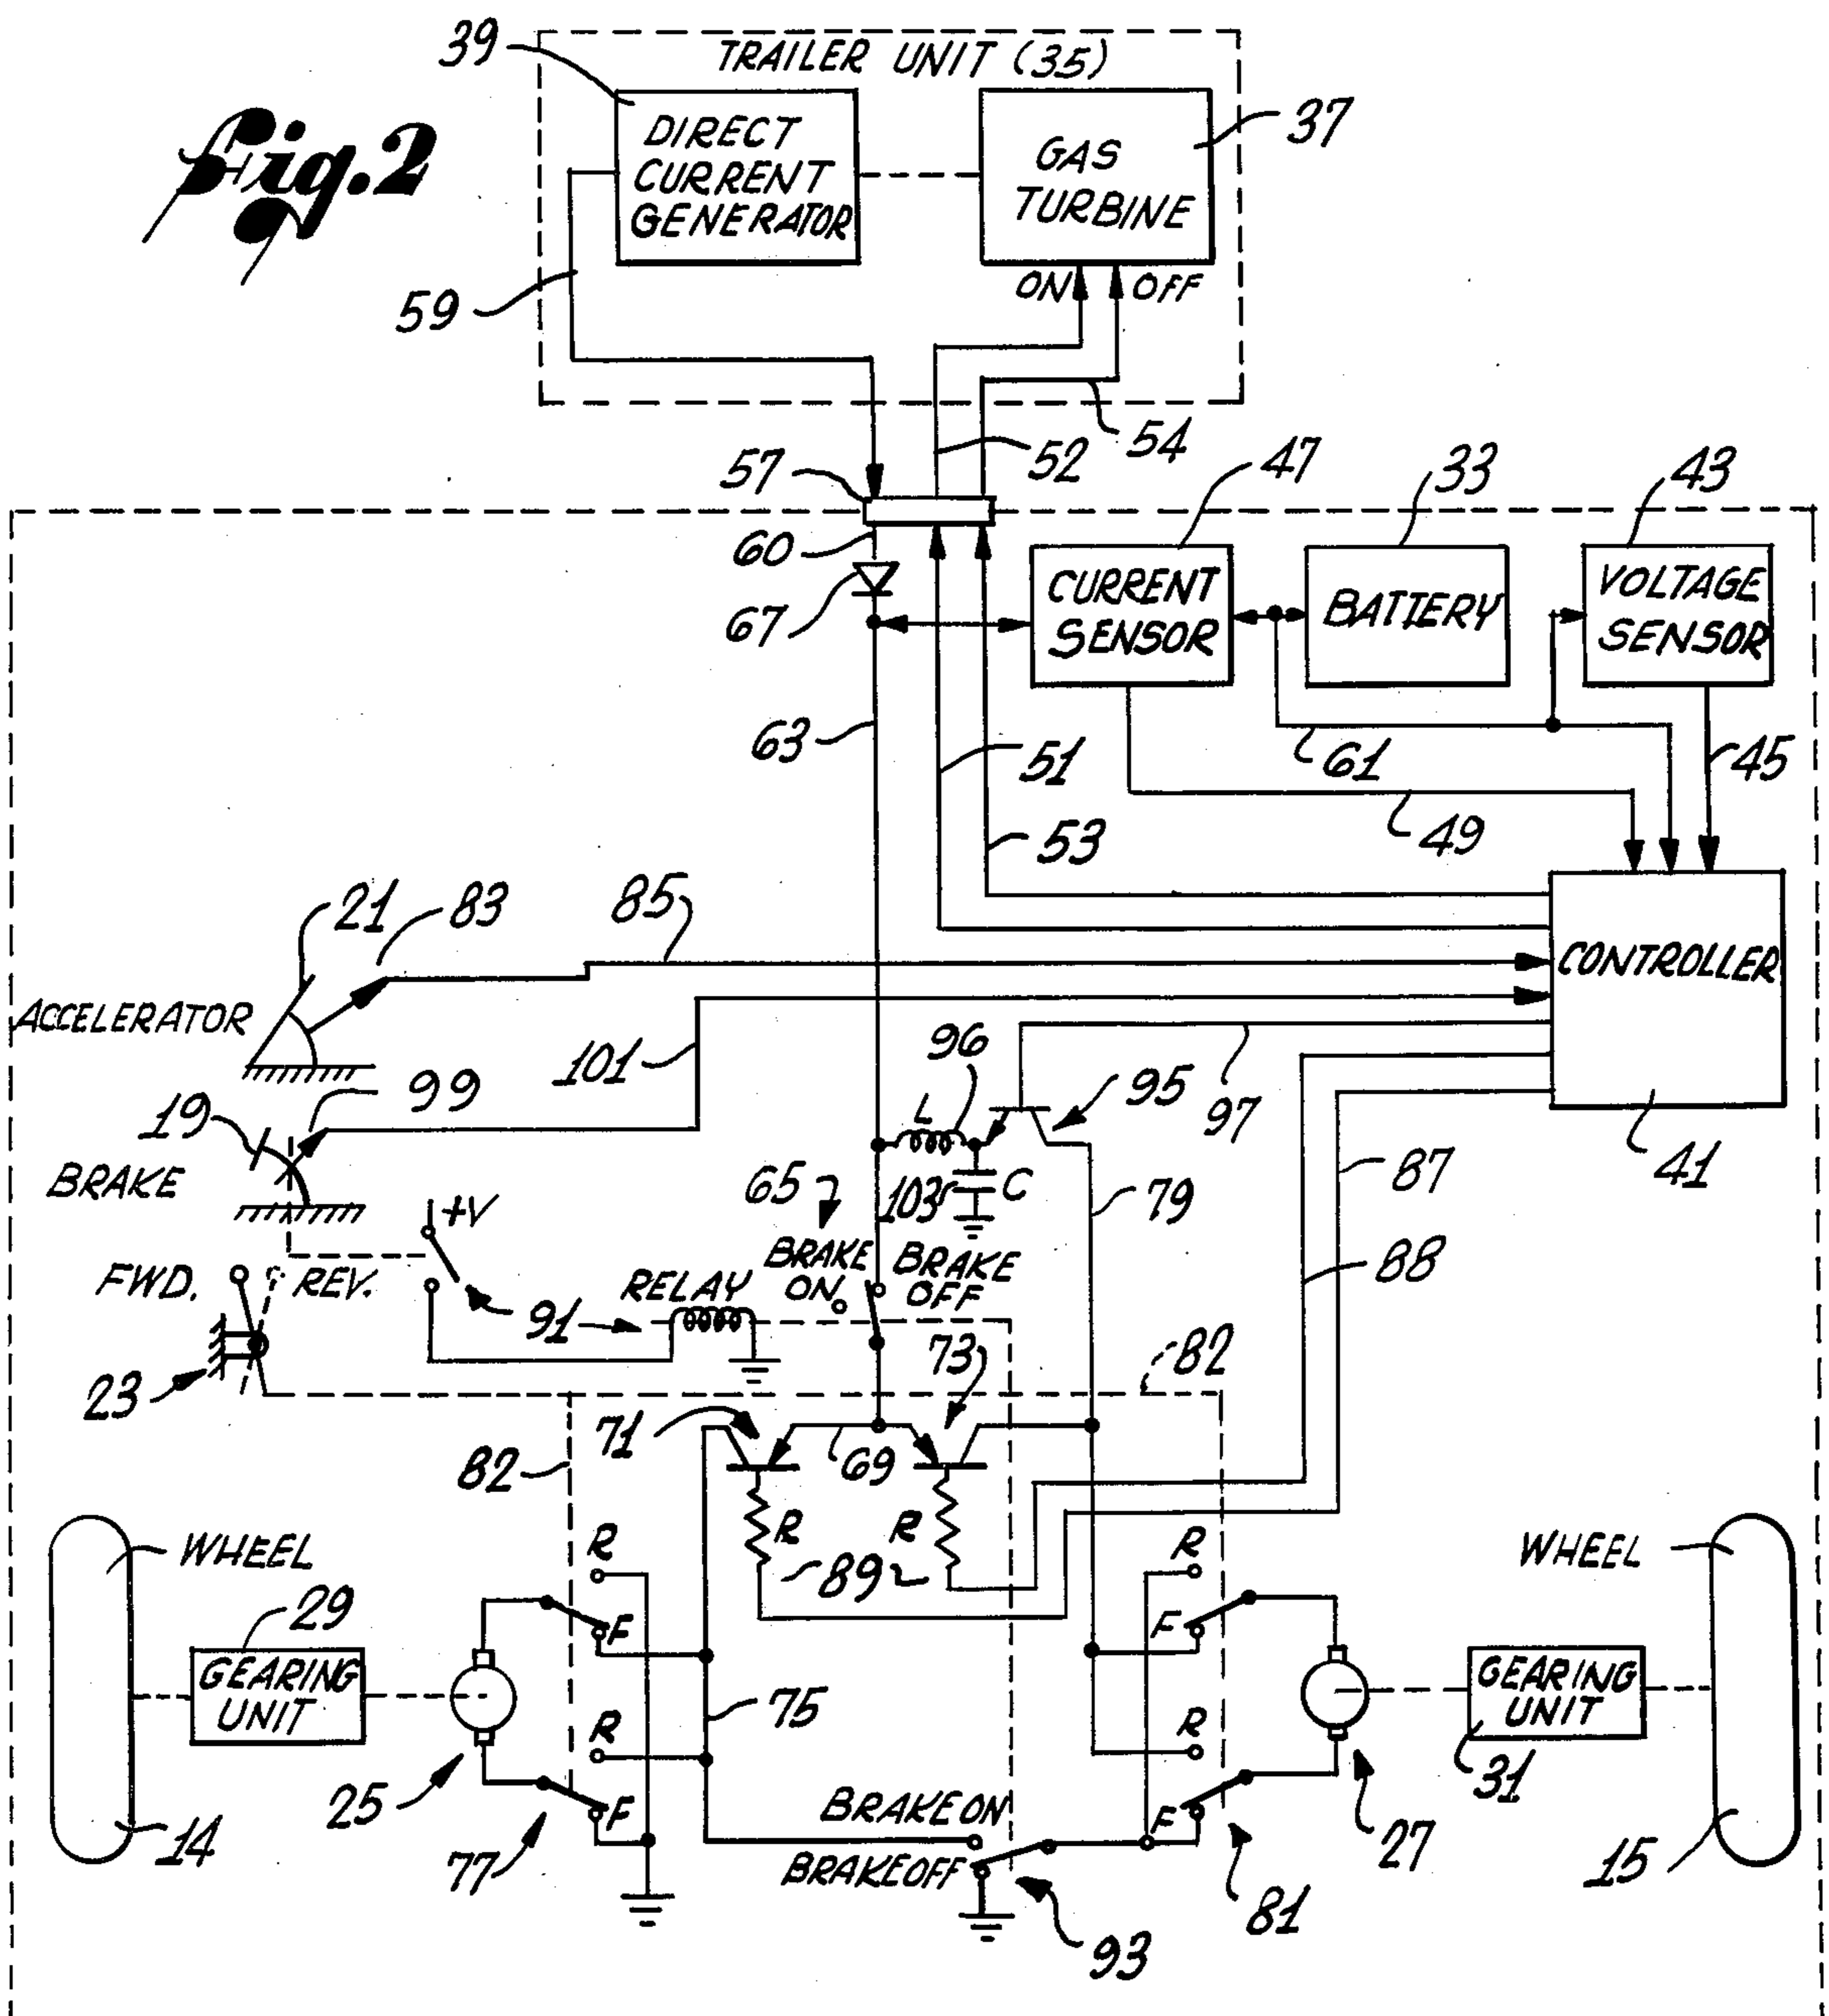 Fig. 2
39
TRAILER UNIT (35)
DIRECT
CURRENT
GENERATOR
GAS
TURBINE
37
ON
OFF
59
57
52
54
47
33
43
60
67
CURRENT
SENSOR
BATTERY
VOLTAGE
SENSOR
63
51
61
45
53
49
21
83
85
CONTROLLER
ACCELERATOR
96
101
99
95
19
L
97
41
BRAKE
65
103
C
79
87
+V
BRAKE
ON
BRAKE
OFF
88
FWD.
REV.
RELAY
91
73
82
23
71
69
82
R
R
89
R
R
WHEEL
WHEEL
29
F
F
GEARING
UNIT
GEARING
UNIT
75
R
R
25
31
F
F
BRAKE ON
14
77
BRAKE OFF
81
27
15
93